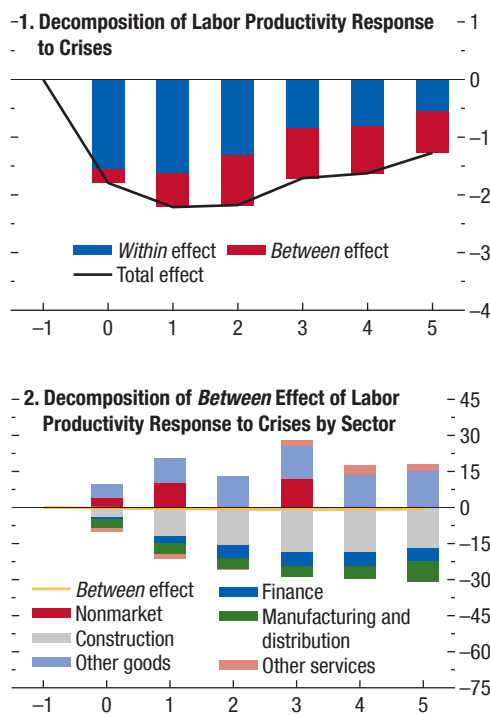 1. Decomposition of Labor Productivity Response
to Crises
1
0
−1
−2
−3
−4
Within effect
Between effect
Total effect
−1 0 1 2 3 4 5
2. Decomposition of Between Effect of Labor
Productivity Response to Crises by Sector
45
30
15
0
−15
−30
−45
−60
−75
Between effect
Nonmarket
Construction
Other goods
Finance
Manufacturing and
distribution
Other services
−1 0 1 2 3 4 5